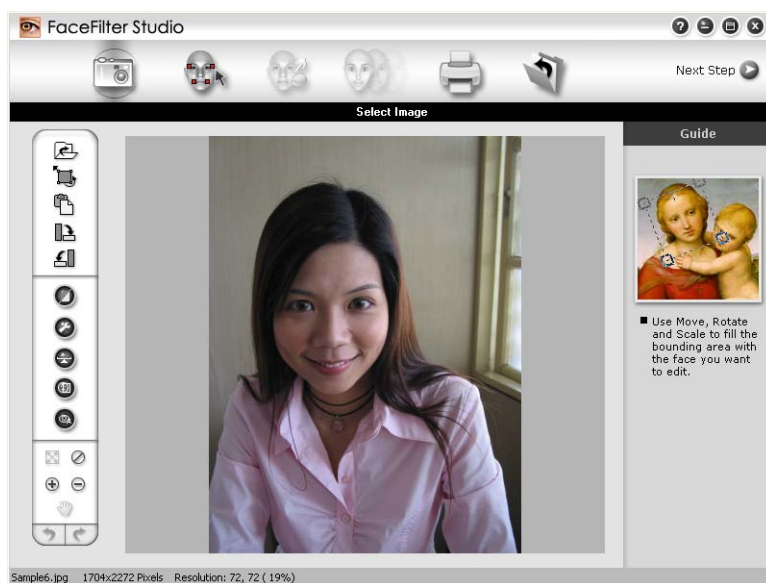 FaceFilter Studio
Next Step
Select Image
Guide
Use Move, Rotate
and Scale to fill the
bounding area with
the face you want
to edit.
Sample6.jpg 1704x2272 Pixels Resolution: 72, 72 ( 19%)